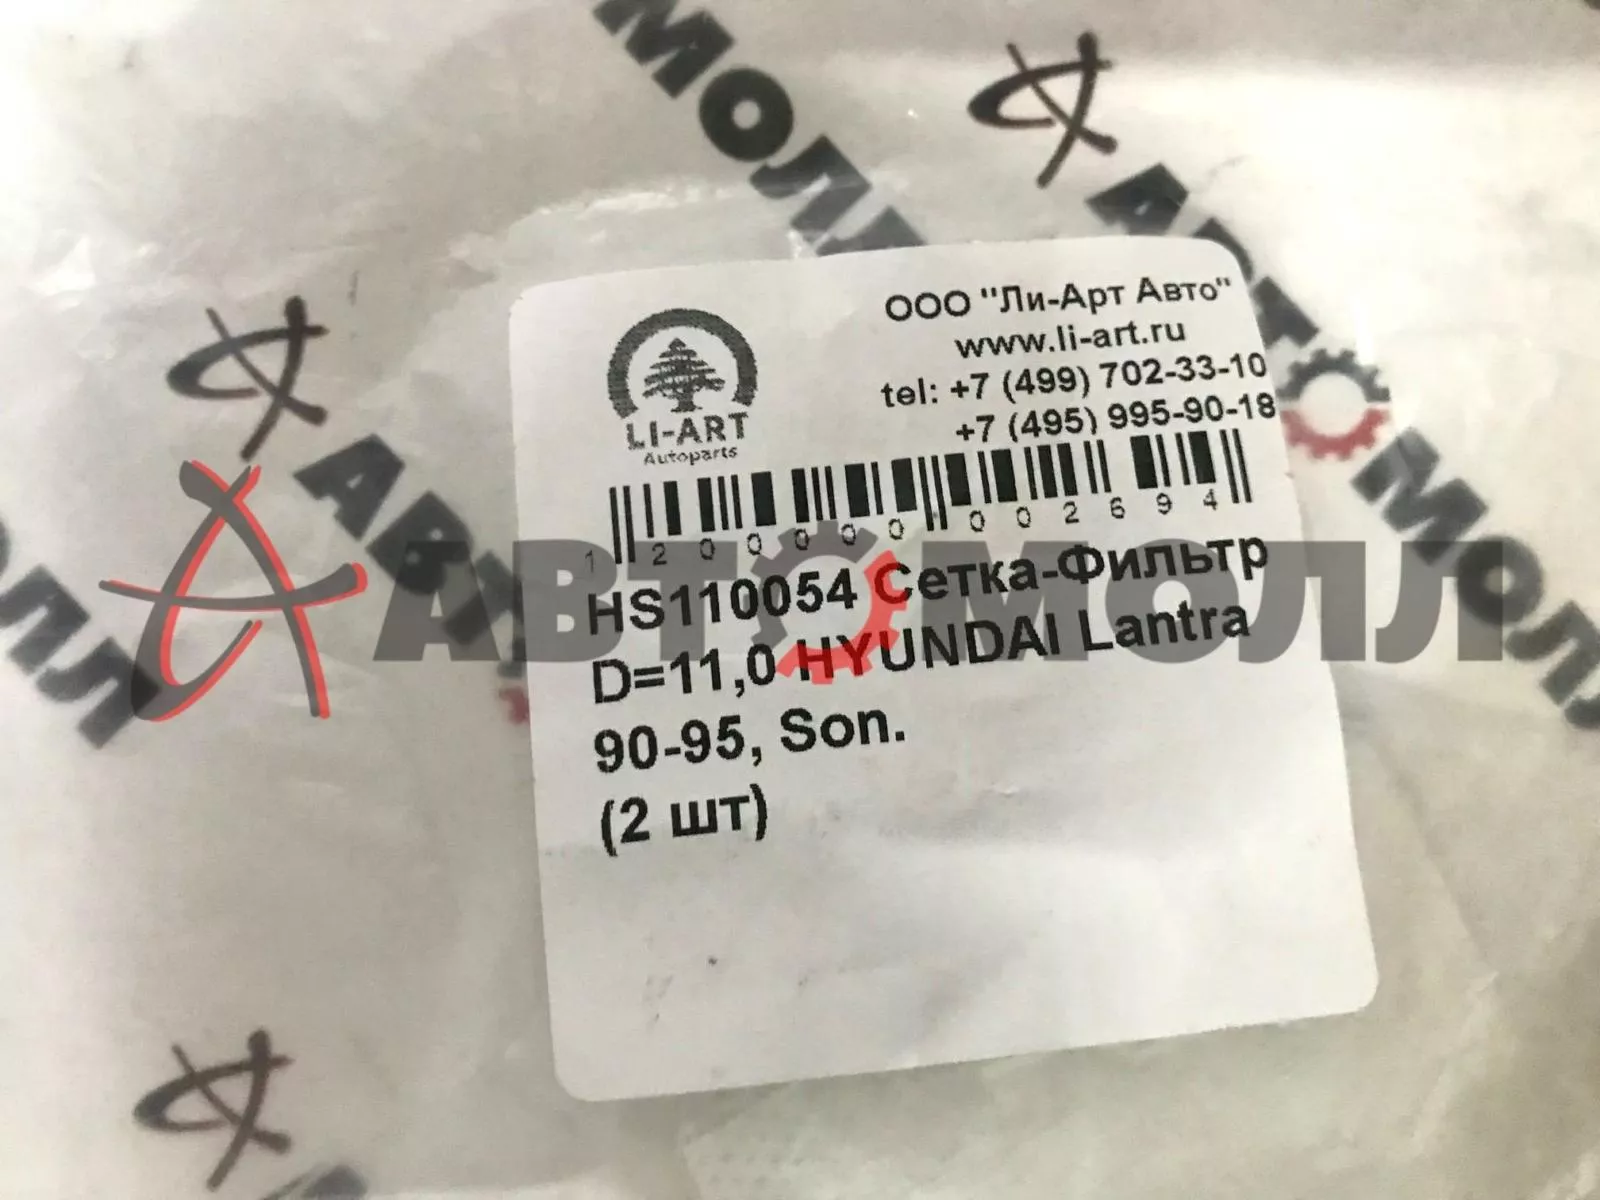 ООО "Ли-Арт Авто"
www.li-art.ru
tel: +7 (499) 702-33-10
+7 (495) 995-90-18
LI-ART
Autoparts
1 200000 002694
HS110054 Сетка-Фильтр
D=11,0 HYUNDAI Lantra
90-95, Son.
(2 шт)
АВТОМОЛЛ